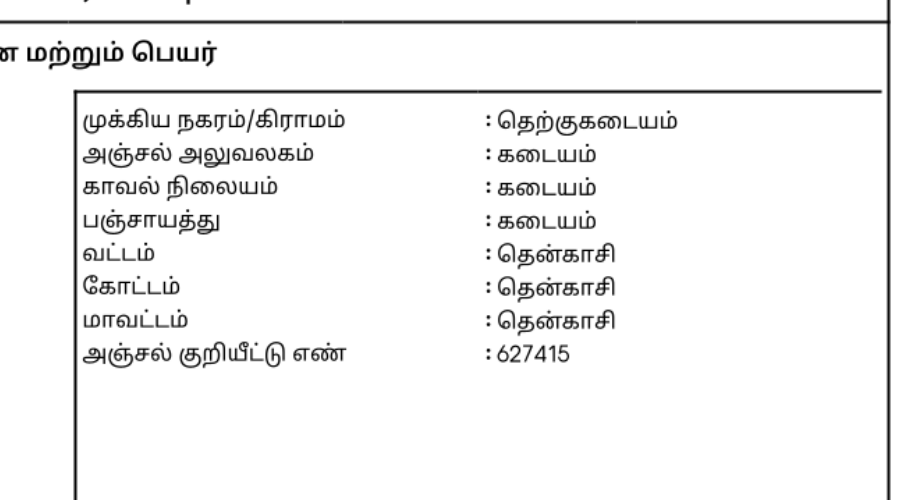 மற்றும் பெயர்
முக்கிய நகரம்/கிராமம் : தெற்குகடையம்
அஞ்சல் அலுவலகம் : கடையம்
காவல் நிலையம் : கடையம்
பஞ்சாயத்து : கடையம்
வட்டம் : தென்காசி
கோட்டம் : தென்காசி
மாவட்டம் : தென்காசி
அஞ்சல் குறியீட்டு எண் : 627415